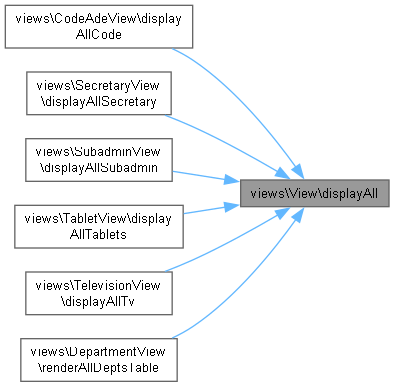 views\CodeAdeView\display
AllCode
views\SecretaryView
\displayAllSecretary
views\SubadminView
\displayAllSubadmin
views\View\displayAll
views\TabletView\display
AllTablets
views\TelevisionView
\displayAllTv
views\DepartmentView
\renderAllDeptsTable